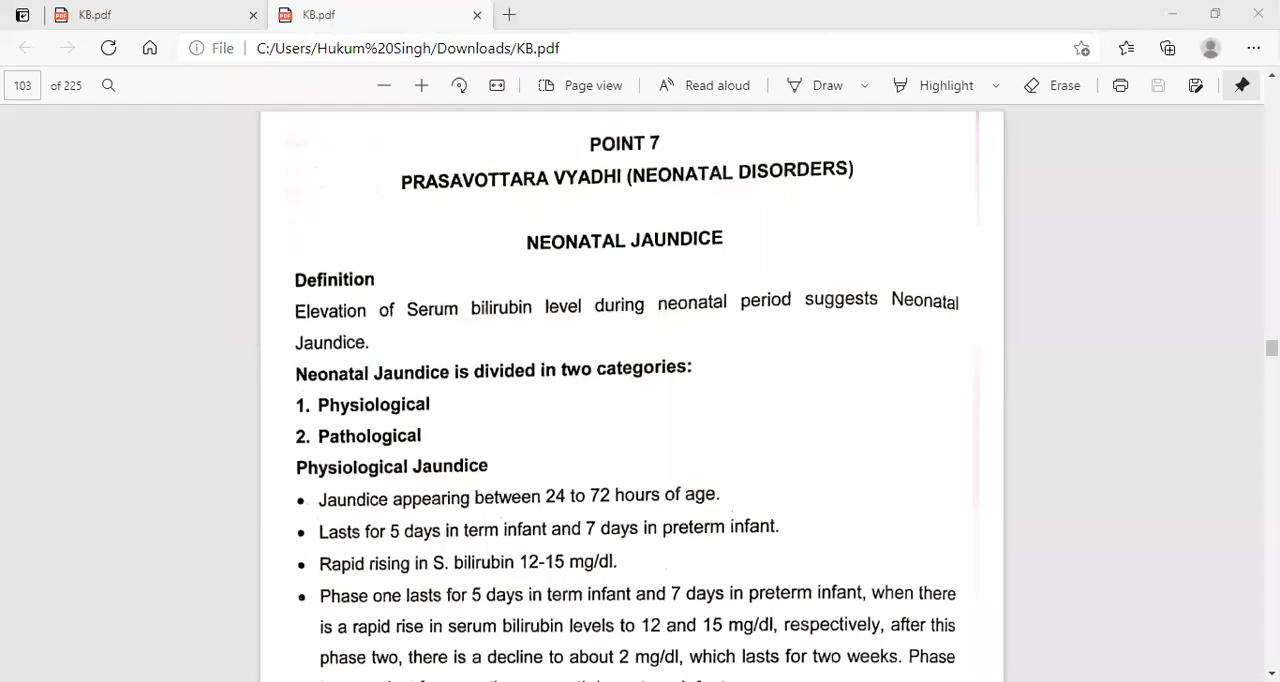 KB.pdf
KB.pdf
File C:/Users/Hukum%20Singh/Downloads/KB.pdf
103 of 225 Page view Read aloud Draw Highlight Erase
POINT 7
PRASAVOTTARA VYADHI (NEONATAL DISORDERS)
NEONATAL JAUNDICE
Definition
Elevation of Serum bilirubin level during neonatal period suggests Neonatal
Jaundice.
Neonatal Jaundice is divided in two categories:
1. Physiological
2. Pathological
Physiological Jaundice
• Jaundice appearing between 24 to 72 hours of age.
• Lasts for 5 days in term infant and 7 days in preterm infant.
• Rapid rising in S. bilirubin 12-15 mg/dl.
• Phase one lasts for 5 days in term infant and 7 days in preterm infant, when there
is a rapid rise in serum bilirubin levels to 12 and 15 mg/dl, respectively, after this
phase two, there is a decline to about 2 mg/dl, which lasts for two weeks. Phase